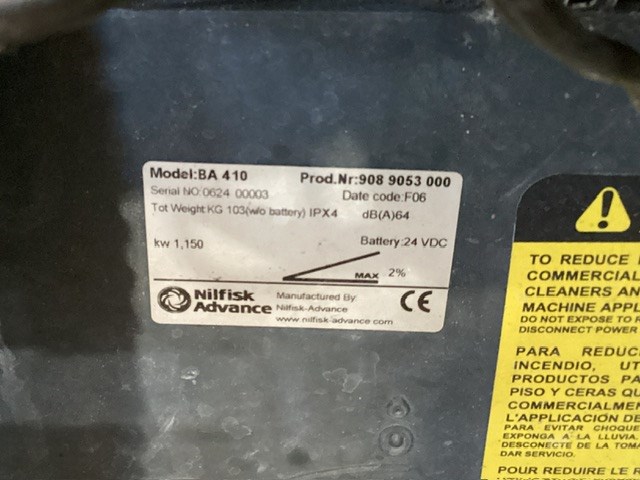 Model:BA 410 Prod.Nr:908 9053 000
Serial NO:0624 00003 Date code:F06
Tot Weight:KG 103(w/o battery) IPX4 dB(A)64
kw 1,150 Battery:24 VDC
MAX 2%
Nilfisk
Advance
Manufactured By:
Nilfisk-Advance
www.nilfisk-advance.com
CE
TO REDUCE
COMMERCIAL
CLEANERS AN
MACHINE APPL
DO NOT EXPOSE TO
DISCONNECT POWER
PARA REDUC
INCENDIO, UT
PRODUCTOS PA
PISO Y CERAS QU
COMMERCIALMEN
L'APPLICATION DE
PARA EVITAR CHOQUE
EXPONGA A LA LLUVIA
DESCONECTE DE LA TOMA
DAR SERVICIO.
POUR REDUIRE LE